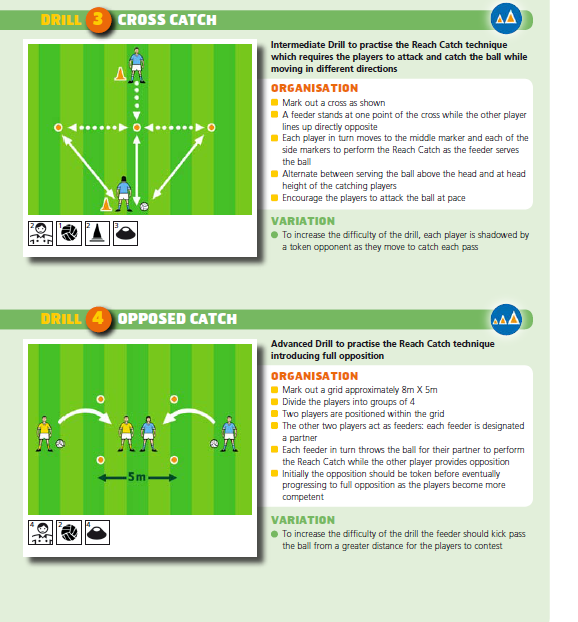 DRILL 3 CROSS CATCH
Intermediate Drill to practise the Reach Catch technique
which requires the players to attack and catch the ball while
moving in different directions
ORGANISATION
Mark out a cross as shown
A feeder stands at one point of the cross while the other player
lines up directly opposite
Each player in turn moves to the middle marker and each of the
side markers to perform the Reach Catch as the feeder serves
the ball
Alternate between serving the ball above the head and at head
height of the catching players
Encourage the players to attack the ball at pace
2 1 2 3
VARIATION
To increase the difficulty of the drill, each player is shadowed by
a token opponent as they move to catch each pass
DRILL 4 OPPOSED CATCH
Advanced Drill to practise the Reach Catch technique
introducing full opposition
ORGANISATION
Mark out a grid approximately 8m X 5m
Divide the players into groups of 4
Two players are positioned within the grid
The other two players act as feeders: each feeder is designated
a partner
Each feeder in turn throws the ball for their partner to perform
the Reach Catch while the other player provides opposition
Initially the opposition should be token before eventually
progressing to full opposition as the players become more
competent
5m
4 2 4
VARIATION
To increase the difficulty of the drill the feeder should kick pass
the ball from a greater distance for the players to contest